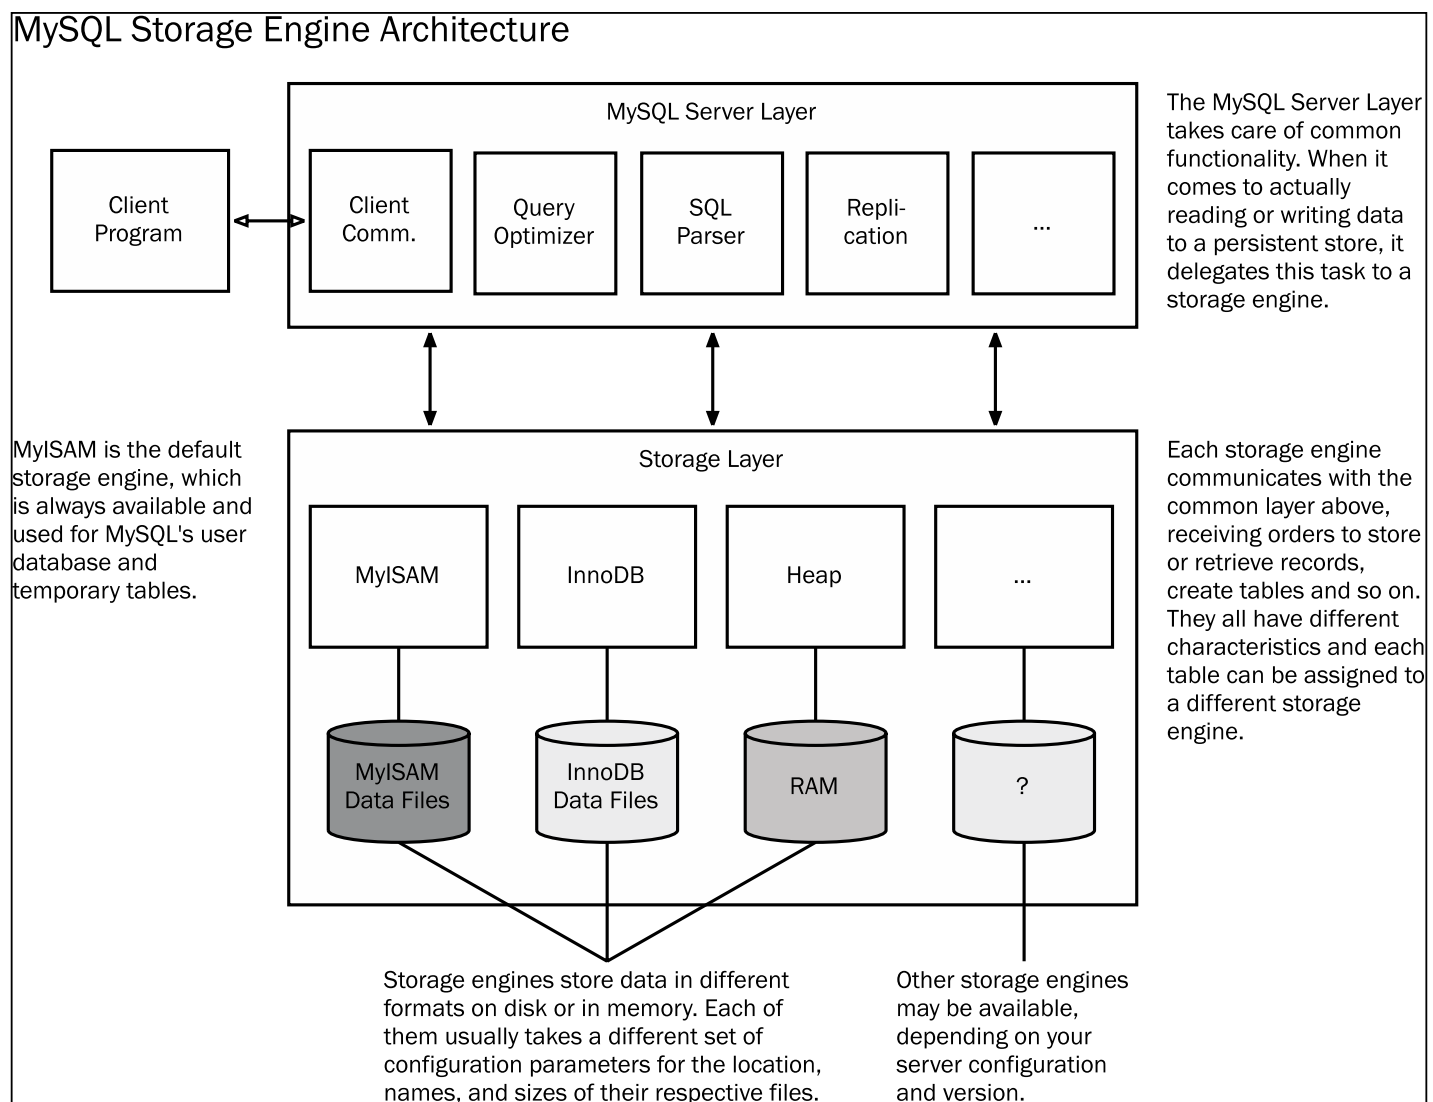 MySQL Storage Engine Architecture
MySQL Server Layer
Client
Program
Client
Comm.
Query
Optimizer
SQL
Parser
Repli-
cation
...
The MySQL Server Layer
takes care of common
functionality. When it
comes to actually
reading or writing data
to a persistent store, it
delegates this task to a
storage engine.
MyISAM is the default
storage engine, which
is always available and
used for MySQL's user
database and
temporary tables.
Storage Layer
MyISAM
InnoDB
Heap
...
MyISAM
Data Files
InnoDB
Data Files
RAM
?
Each storage engine
communicates with the
common layer above,
receiving orders to store
or retrieve records,
create tables and so on.
They all have different
characteristics and each
table can be assigned to
a different storage
engine.
Storage engines store data in different
formats on disk or in memory. Each of
them usually takes a different set of
configuration parameters for the location,
names, and sizes of their respective files.
Other storage engines
may be available,
depending on your
server configuration
and version.